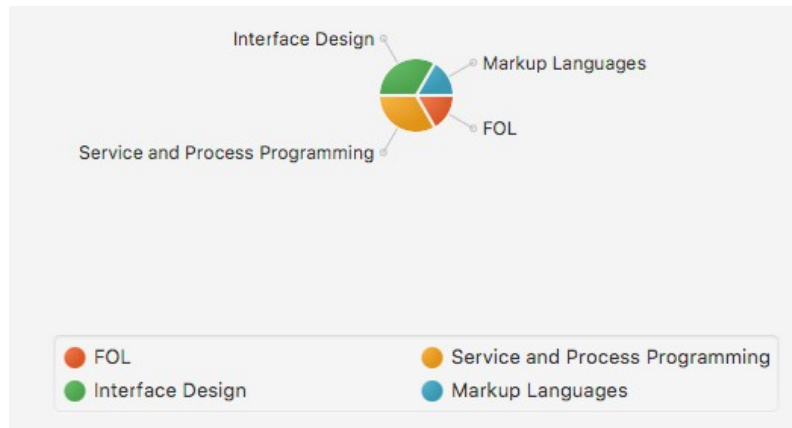 Interface Design
Markup Languages
FOL
Service and Process Programming
FOL
Service and Process Programming
Interface Design
Markup Languages